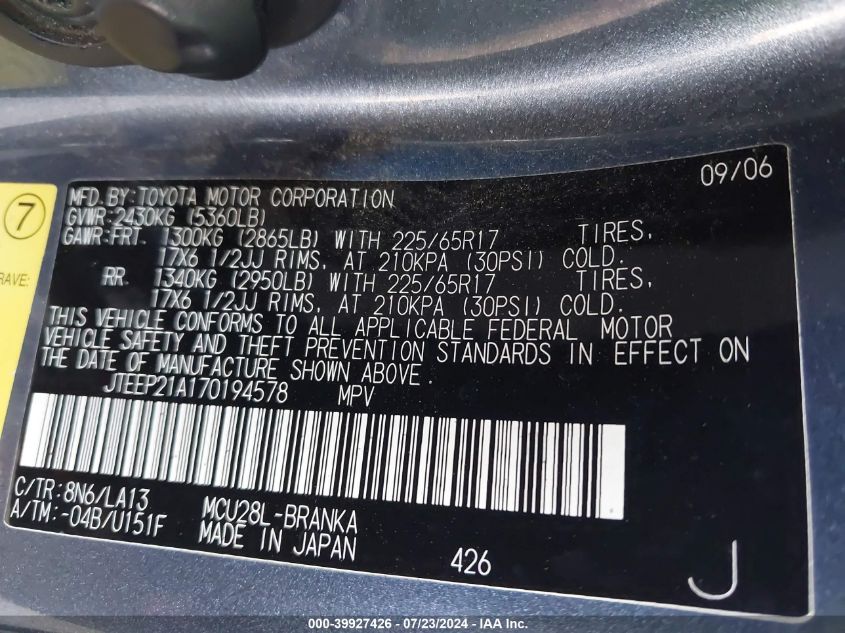 7
RAVE:
09/06
MFD.BY:TOYOTA MOTOR CORPORATION
GVWR:2430KG (5360LB)
GAWR:FRT. 1300KG (2865LB) WITH 225/65R17 TIRES,
17X6 1/2JJ RIMS, AT 210KPA (30PSI) COLD.
RR. 1340KG (2950LB) WITH 225/65R17 TIRES,
17X6 1/2JJ RIMS, AT 210KPA (30PSI) COLD.
THIS VEHICLE CONFORMS TO ALL APPLICABLE FEDERAL MOTOR
VEHICLE SAFETY AND THEFT PREVENTION STANDARDS IN EFFECT ON
THE DATE OF MANUFACTURE SHOWN ABOVE.
JTEEP21A170194578 MPV
C/TR:8N6/LA13
A/TM:-04B/U151F
MCU28L-BRANKA
MADE IN JAPAN
426
J
000-39927426 - 07/23/2024 - IAA Inc.